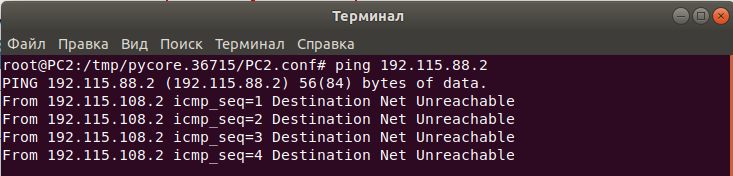 Терминал
Файл Правка Вид Поиск Терминал Справка
root@PC2:/tmp/pycore.36715/PC2.conf# ping 192.115.88.2
PING 192.115.88.2 (192.115.88.2) 56(84) bytes of data.
From 192.115.108.2 icmp_seq=1 Destination Net Unreachable
From 192.115.108.2 icmp_seq=2 Destination Net Unreachable
From 192.115.108.2 icmp_seq=3 Destination Net Unreachable
From 192.115.108.2 icmp_seq=4 Destination Net Unreachable